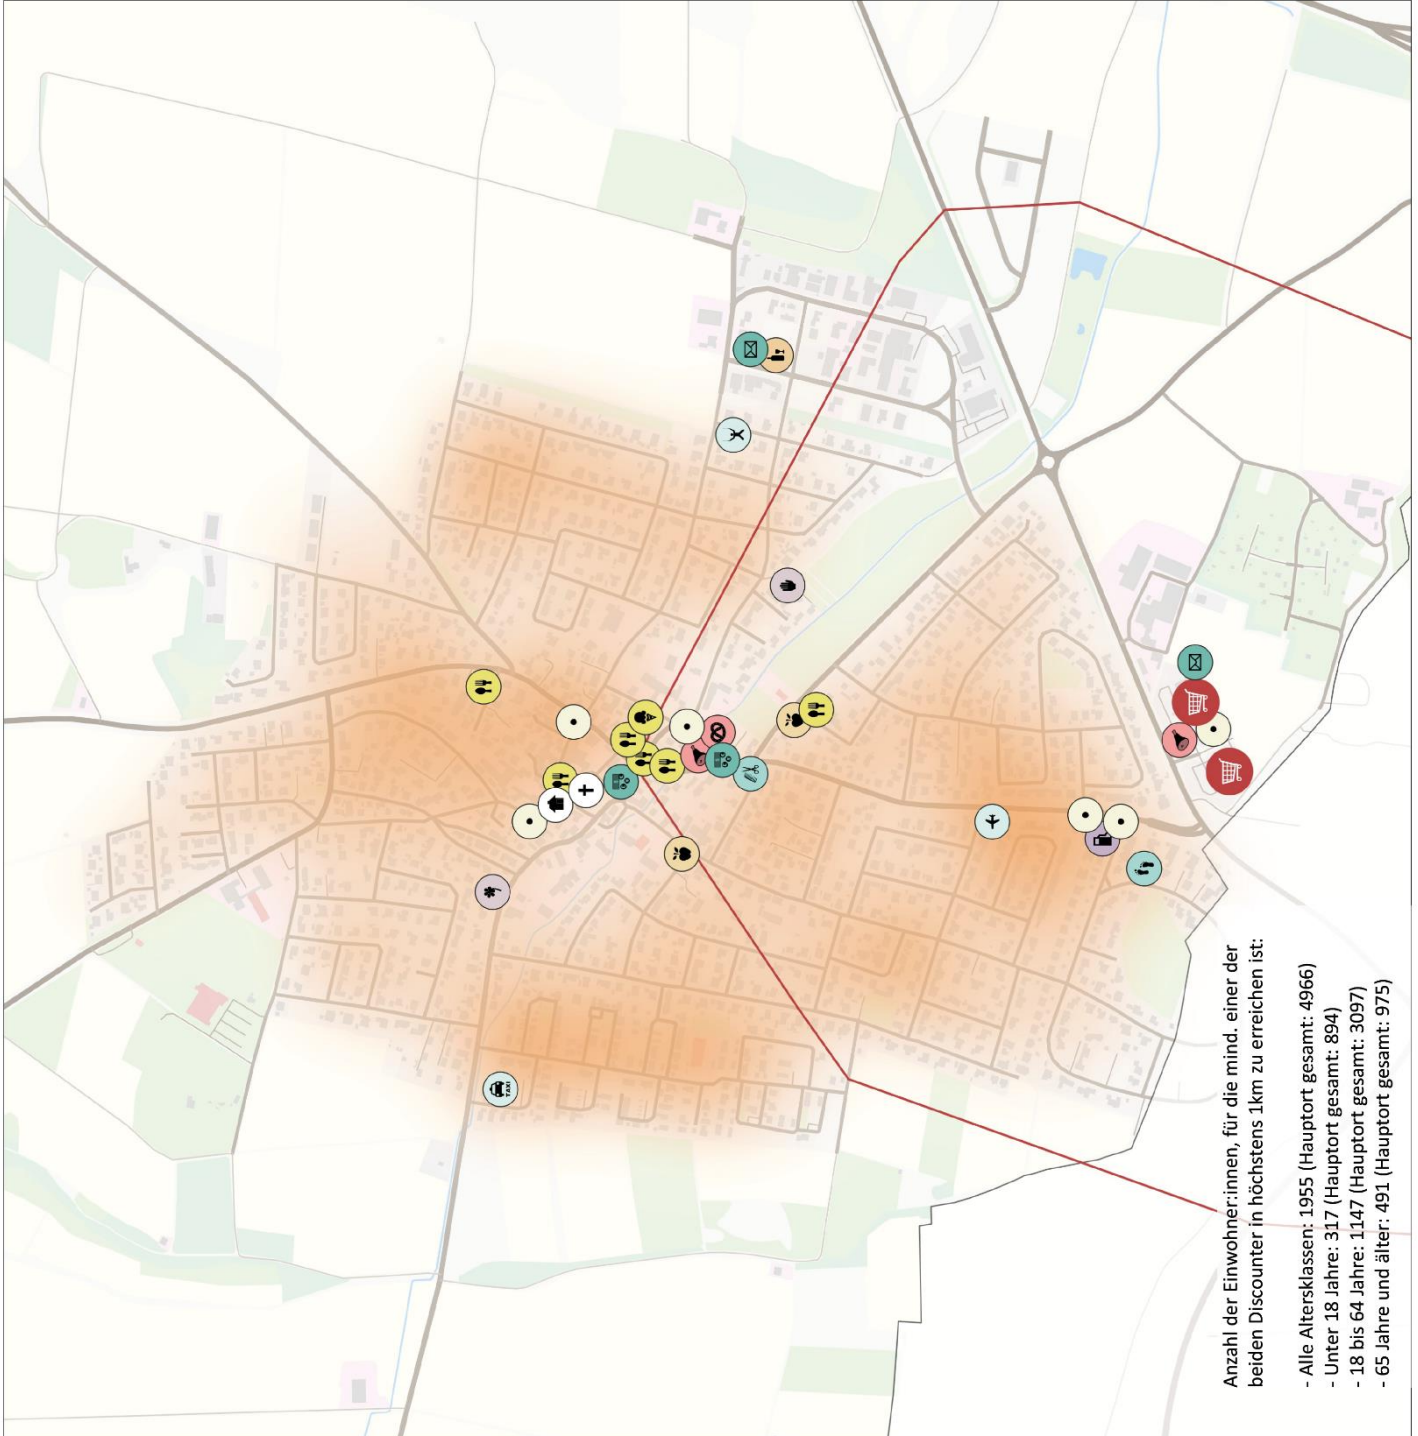 TAXI
Anzahl der Einwohner:innen, für die mind. einer der
beiden Discounter in höchstens 1km zu erreichen ist:
- Alle Altersklassen: 1955 (Hauptort gesamt: 4966)
- Unter 18 Jahre: 317 (Hauptort gesamt: 894)
- 18 bis 64 Jahre: 1147 (Hauptort gesamt: 3097)
- 65 Jahre und älter: 491 (Hauptort gesamt: 975)